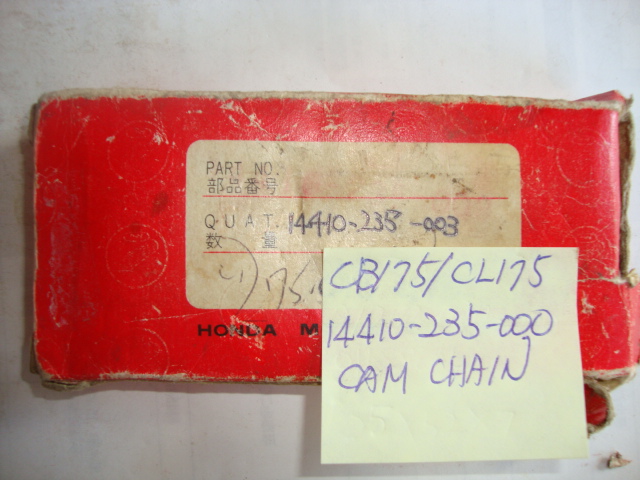 PART NO.
部品番号
Q U A T. 14410-235-003
数 量
HONDA M
CB175/CL175
14410-235-000
CAM CHAIN